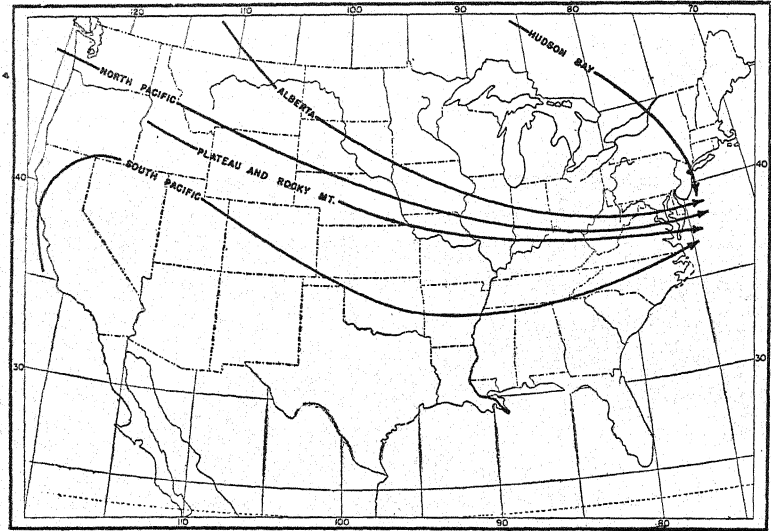 120 110 100 90 80 70
HUDSON BAY
NORTH PACIFIC
ALBERTA
PLATEAU AND ROCKY MT.
SOUTH PACIFIC
40 40
30 30
110 100 90 80